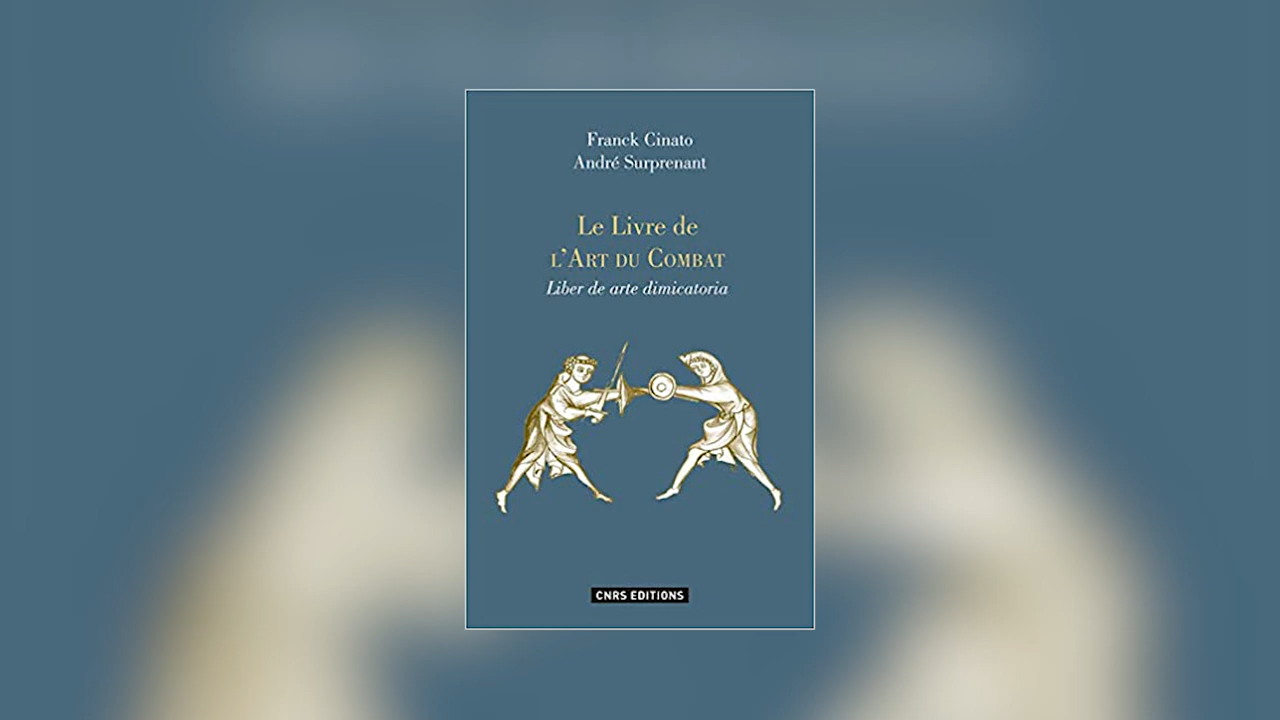 Franck Cinato
André Surprenant
Le Livre de
l'Art du Combat
Liber de arte dimicatoria
CNRS EDITIONS